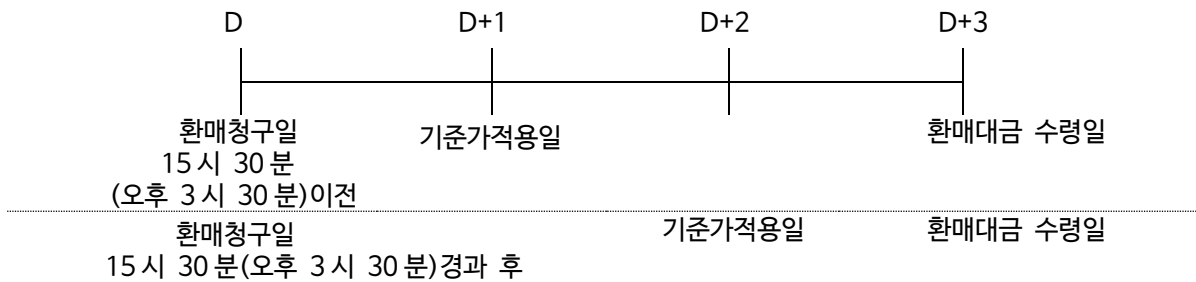 D D+1 D+2 D+3
환매청구일 기준가적용일 환매대금 수령일
15시 30분
(오후 3시 30분)이전
환매청구일 기준가적용일 환매대금 수령일
15시 30분(오후 3시 30분)경과 후